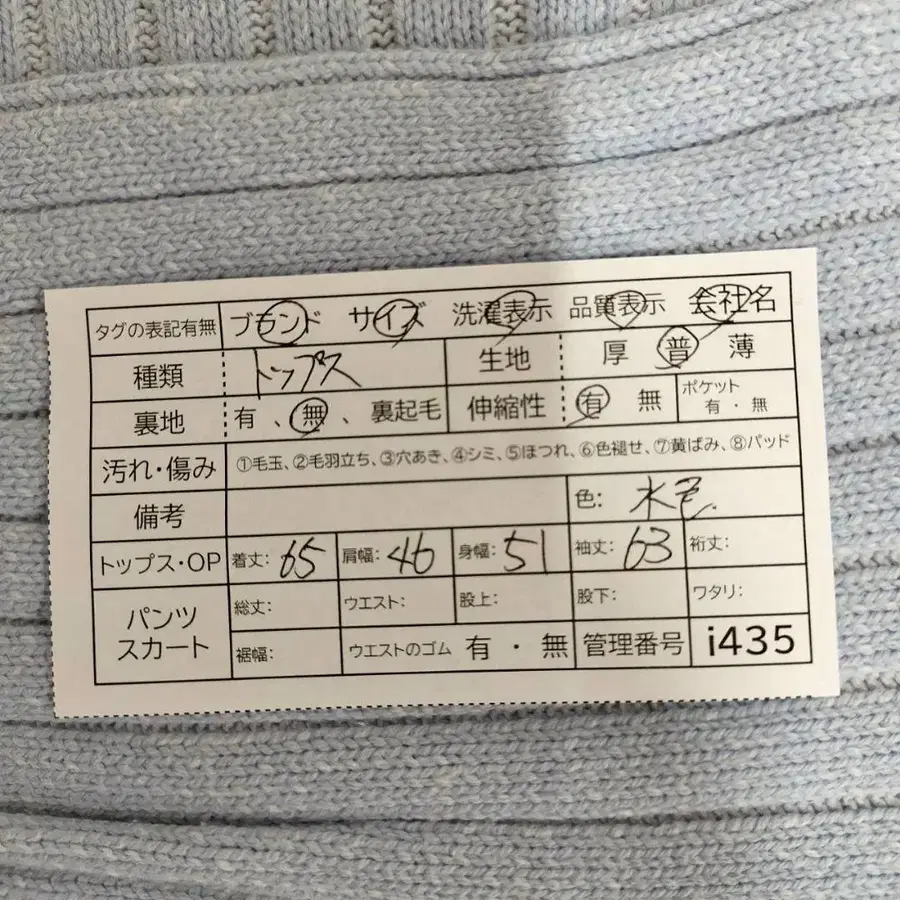 タグの表記有無 ブランド サイズ 洗濯表示 品質表示 会社名
種類 トップス 生地 厚 普 薄
裏地 有 、無 、裏起毛 伸縮性 有 無 ポケット 有・無
汚れ・傷み ①毛玉、②毛羽立ち、③穴あき、④シミ、⑤ほつれ、⑥色褪せ、⑦黄ばみ、⑧パッド
備考 色: 水色
トップス・OP 着丈: 65 肩幅: 46 身幅: 51 袖丈: 63 裄丈:
パンツ スカート 総丈: ウエスト: 股上: 股下: ワタリ:
裾幅: ウエストのゴム 有・無 管理番号 i435